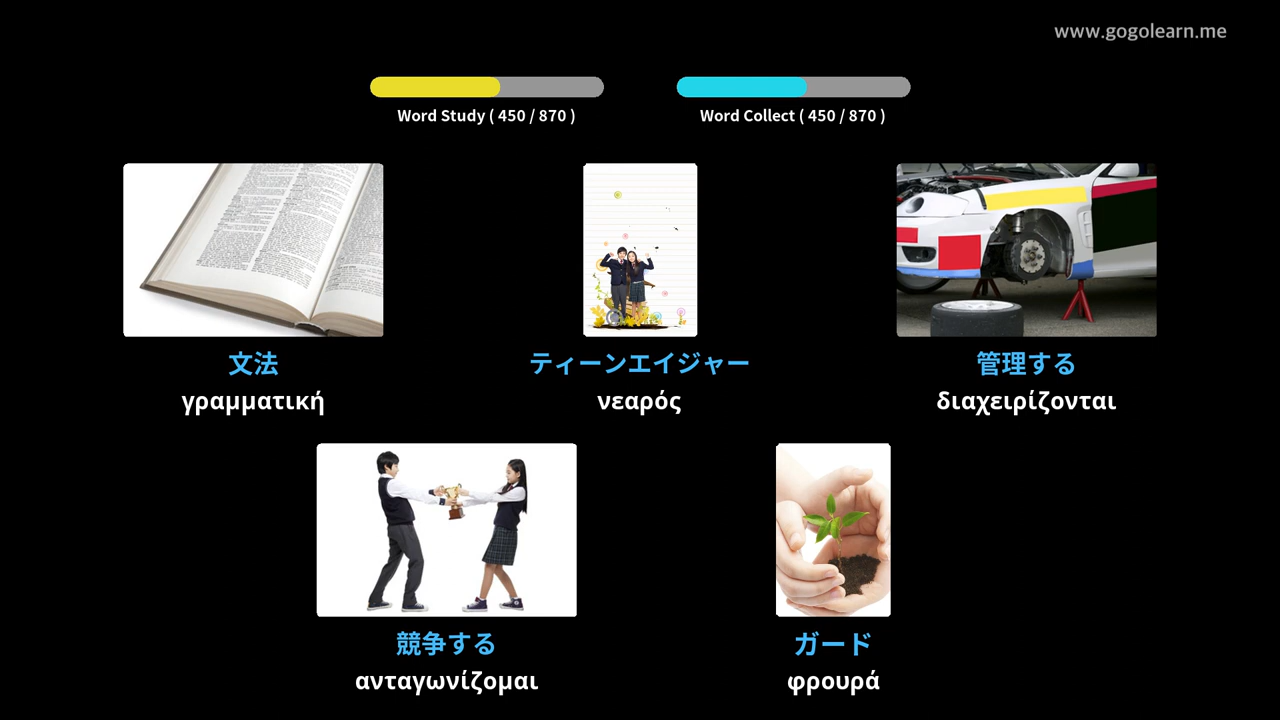 www.gogolearn.me
Word Study ( 450 / 870 )
Word Collect ( 450 / 870 )
文法
γραμματική
ティーンエイジャー
νεαρός
管理する
διαχειρίζονται
競争する
ανταγωνίζομαι
ガード
φρουρά